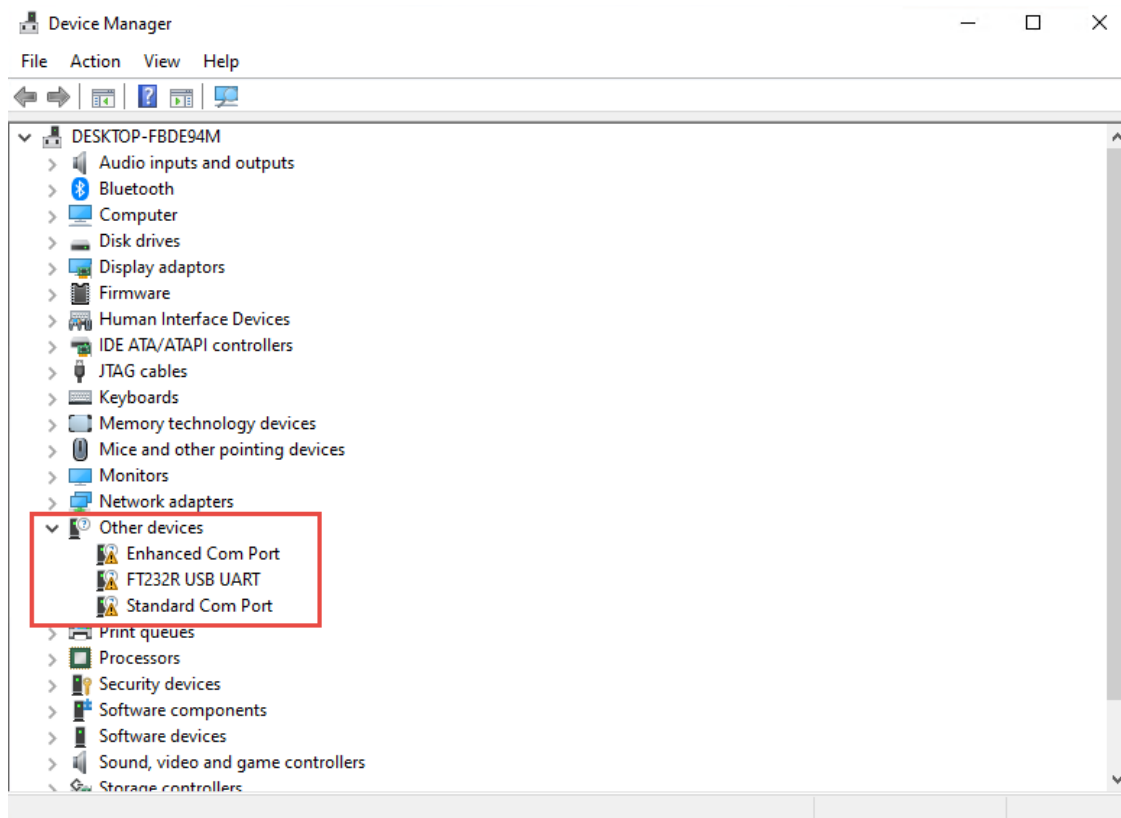 Device Manager
File Action View Help
DESKTOP-FBDE94M
Audio inputs and outputs
Bluetooth
Computer
Disk drives
Display adaptors
Firmware
Human Interface Devices
IDE ATA/ATAPI controllers
JTAG cables
Keyboards
Memory technology devices
Mice and other pointing devices
Monitors
Network adapters
Other devices
Enhanced Com Port
FT232R USB UART
Standard Com Port
Print queues
Processors
Security devices
Software components
Software devices
Sound, video and game controllers
Storage controllers